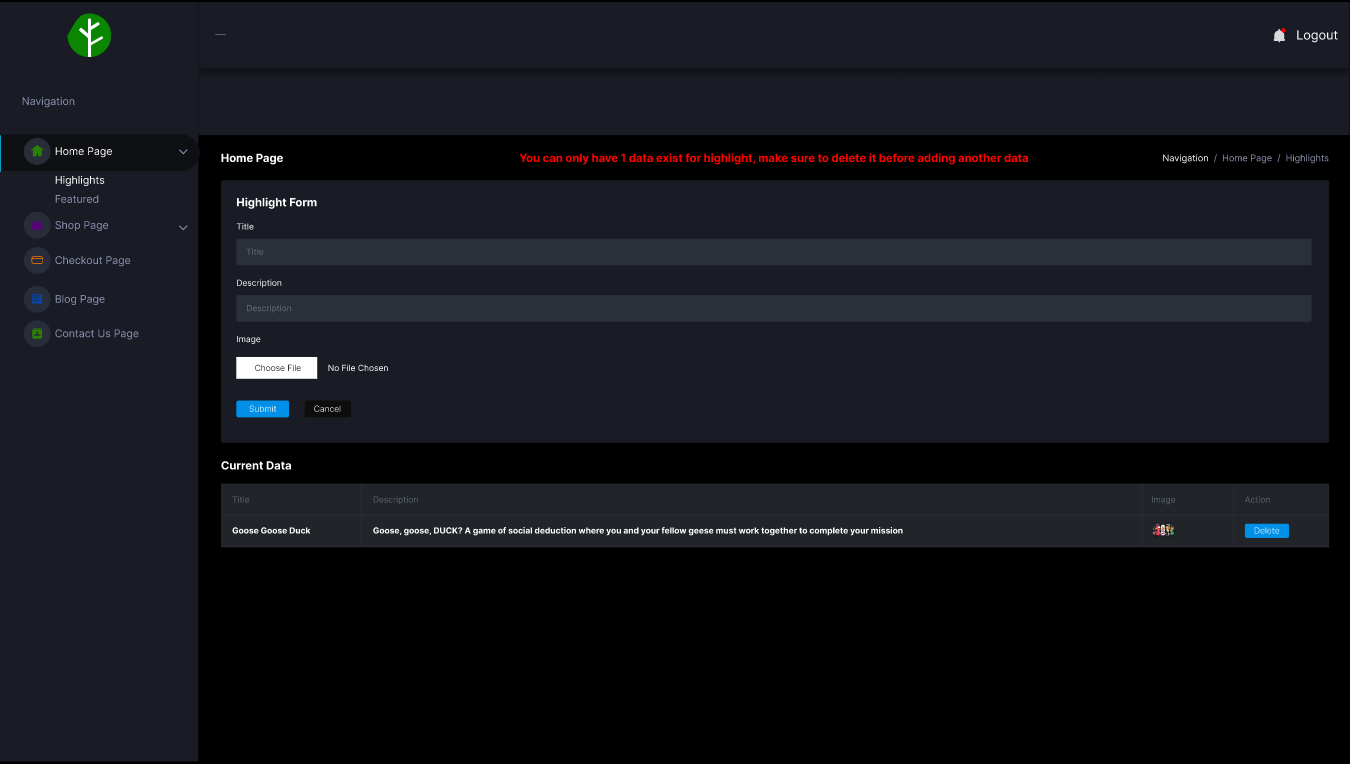 Logout
Navigation
Home Page
Highlights
Featured
Shop Page
Checkout Page
Blog Page
Contact Us Page
Home Page
You can only have 1 data exist for highlight, make sure to delete it before adding another data
Navigation / Home Page / Highlights
Highlight Form
Title
Title
Description
Description
Image
Choose File No File Chosen
Submit Cancel
Current Data
Title Description Image Action
Goose Goose Duck Goose, goose, DUCK? A game of social deduction where you and your fellow geese must work together to complete your mission Delete